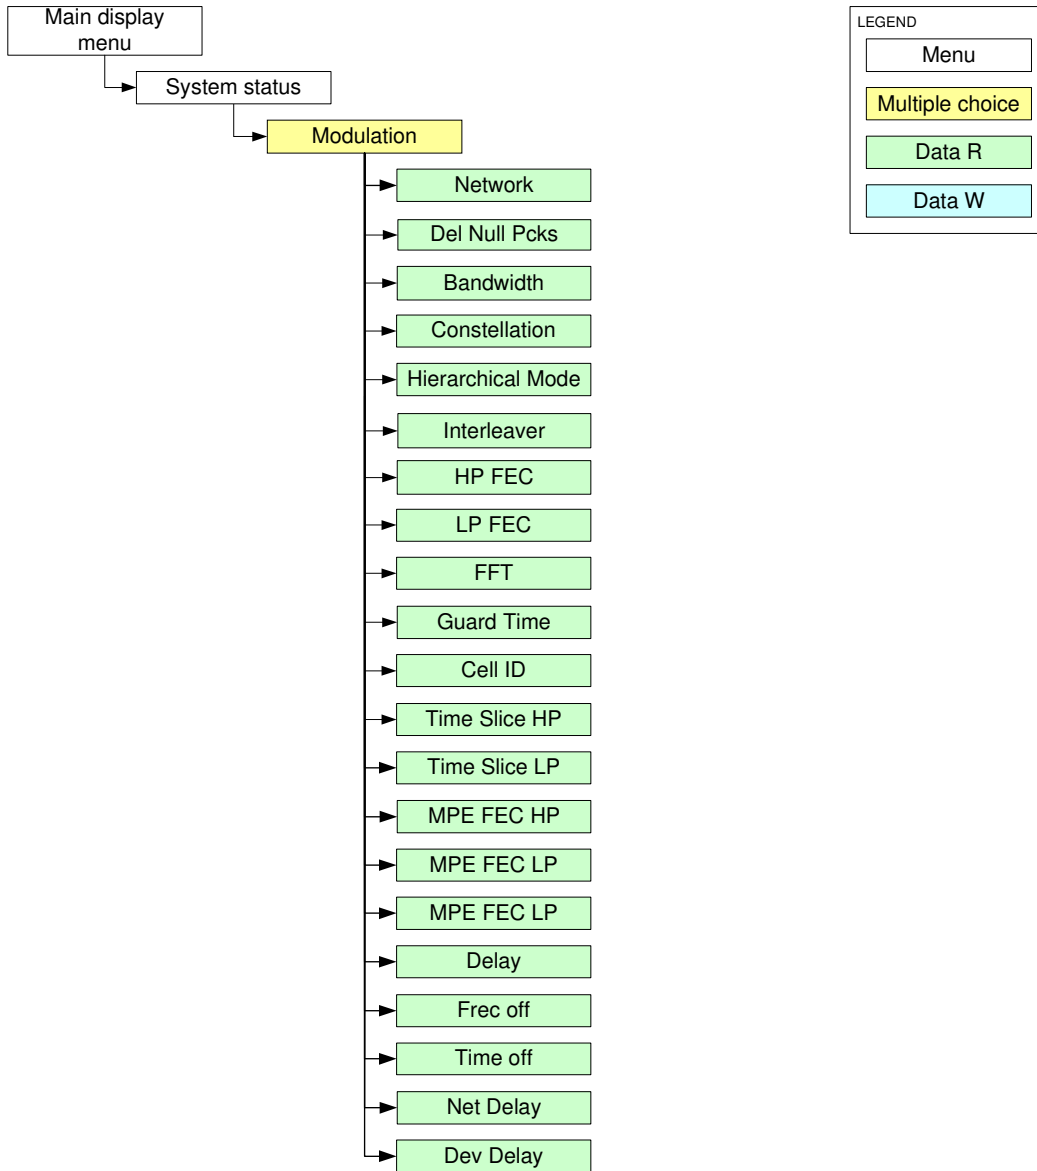 Main display
menu
System status
Modulation
Network
Del Null Pcks
Bandwidth
Constellation
Hierarchical Mode
Interleaver
HP FEC
LP FEC
FFT
Guard Time
Cell ID
Time Slice HP
Time Slice LP
MPE FEC HP
MPE FEC LP
MPE FEC LP
Delay
Frec off
Time off
Net Delay
Dev Delay
LEGEND
Menu
Multiple choice
Data R
Data W